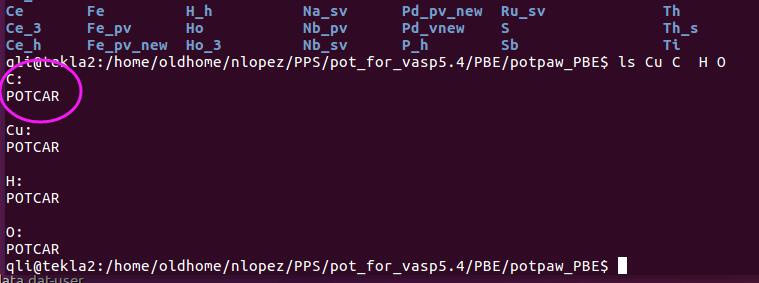 Ce Fe H_h Na_sv Pd_pv_new Ru_sv Th
Ce_3 Fe_pv Ho Nb_pv Pd_vnew S Th_s
Ce_h Fe_pv_new Ho_3 Nb_sv P_h Sb Ti
qli@tekla2:/home/oldhome/nlopez/PPS/pot_for_vasp5.4/PBE/potpaw_PBE$ ls Cu C  H O
C:
POTCAR
Cu:
POTCAR
H:
POTCAR
O:
POTCAR
qli@tekla2:/home/oldhome/nlopez/PPS/pot_for_vasp5.4/PBE/potpaw_PBE$